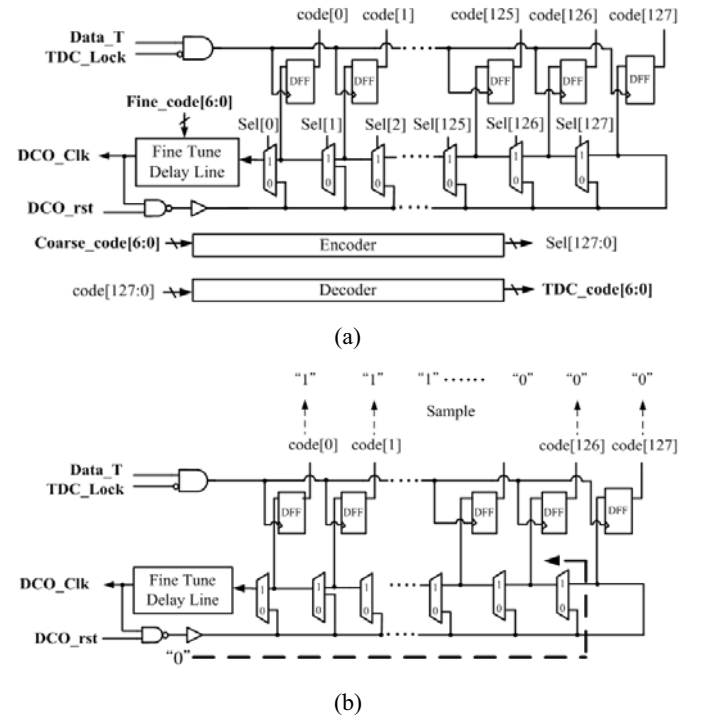 code[0] code[1] code[125] code[126] code[127]
Data_T
TDC_Lock
DFF DFF DFF DFF DFF
Fine_code[6:0]
Sel[0] Sel[1] Sel[2] Sel[125] Sel[126] Sel[127]
DCO_Clk
Fine Tune
Delay Line
1 1 1 1 1 1
0 0 0 0 0 0
DCO_rst
Coarse_code[6:0] Encoder Sel[127:0]
code[127:0] Decoder TDC_code[6:0]
(a)
“1” “1” “1” ...... “0” “0” “0”
Sample
code[0] code[1] code[126] code[127]
Data_T
TDC_Lock
DFF DFF DFF DFF DFF
DCO_Clk
Fine Tune
Delay Line
1 1 1 1 1 1
0 0 0 0 0 0
DCO_rst
“0”
(b)